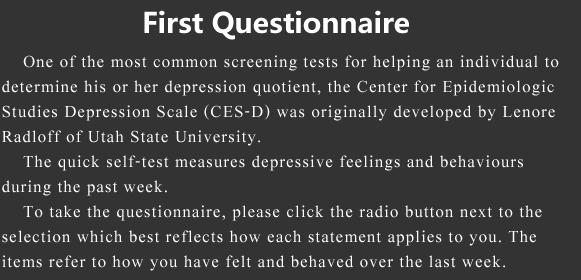 First Questionnaire
One of the most common screening tests for helping an individual to
determine his or her depression quotient, the Center for Epidemiologic
Studies Depression Scale (CES-D) was originally developed by Lenore
Radloff of Utah State University.
The quick self-test measures depressive feelings and behaviours
during the past week.
To take the questionnaire, please click the radio button next to the
selection which best reflects how each statement applies to you. The
items refer to how you have felt and behaved over the last week.